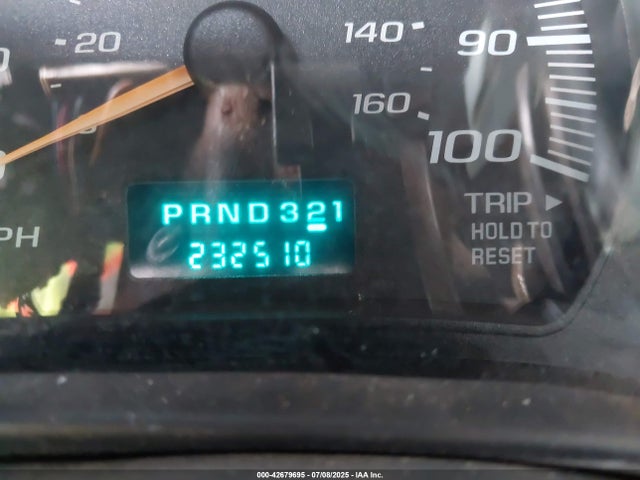 20
140
90
160
100
PRND321
232510
TRIP ►
HOLD TO
RESET
PH
000-42679695 - 07/08/2025 - IAA Inc.